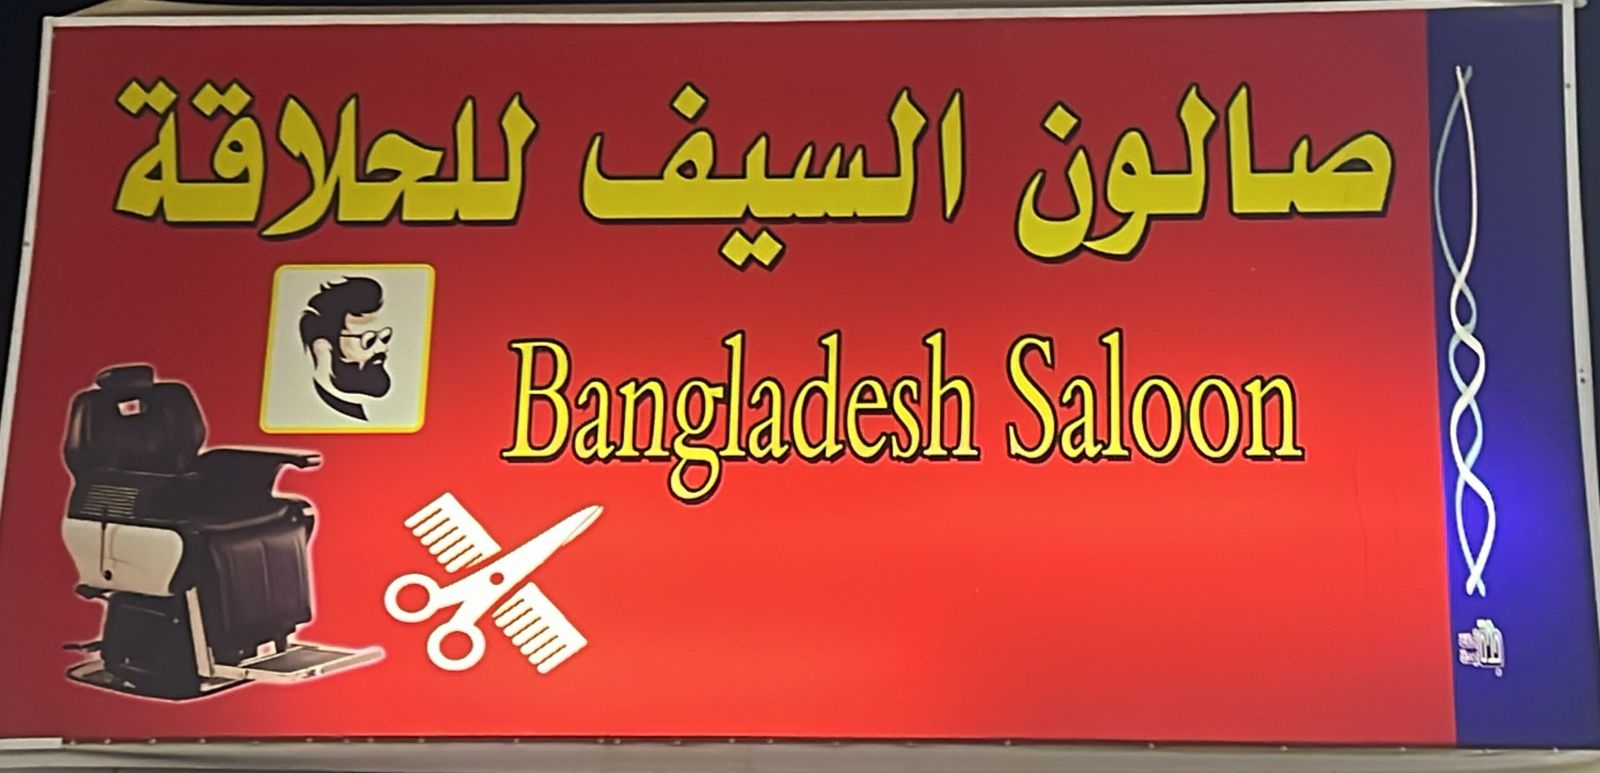 صالون السيف للحلاقة
Bangladesh Saloon